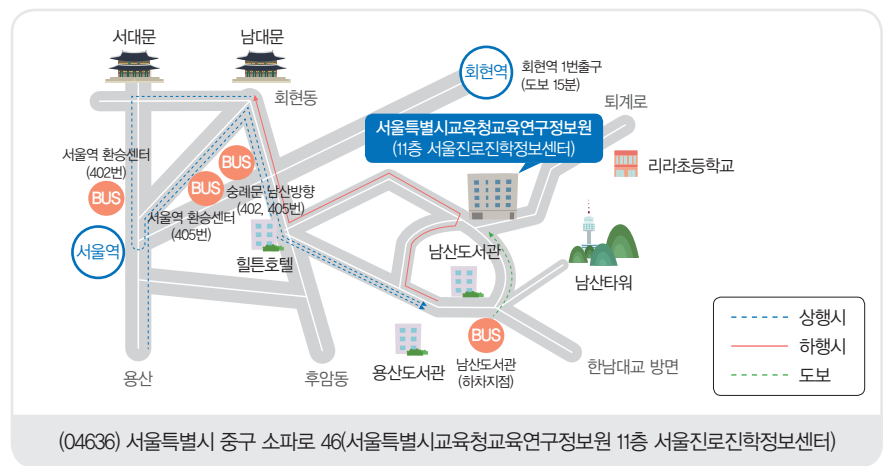 서대문
남대문
회현동
회현역
회현역 1번출구
(도보 15분)
퇴계로
서울특별시교육청교육연구정보원
(11층 서울진로진학정보센터)
리라초등학교
서울역 환승센터
(402번)
BUS
BUS
BUS
숭례문 남산방향
(402, 405번)
서울역 환승센터
(405번)
서울역
힐튼호텔
남산도서관
남산타워
BUS
남산도서관
(하차지점)
용산도서관
한남대교 방면
용산
후암동
상행시
하행시
도보
(04636) 서울특별시 중구 소파로 46(서울특별시교육청교육연구정보원 11층 서울진로진학정보센터)